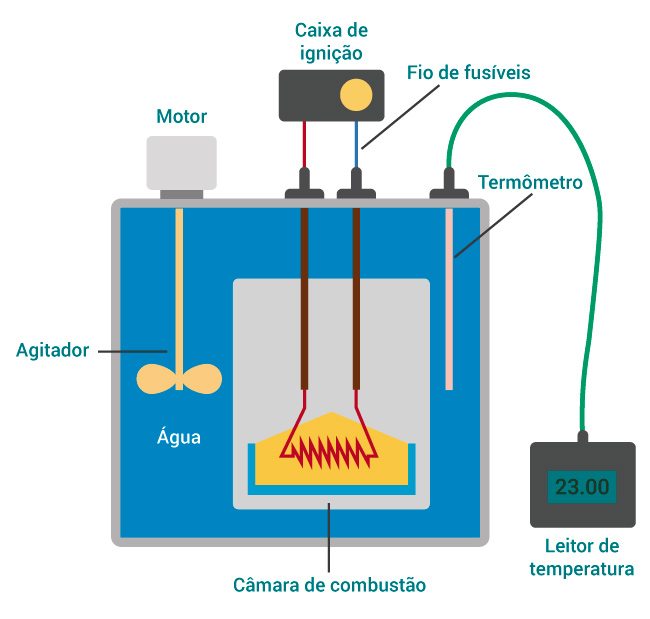 Caixa de
ignição
Fio de fusíveis
Motor
Termômetro
Agitador
Água
23.00
Leitor de
temperatura
Câmara de combustão